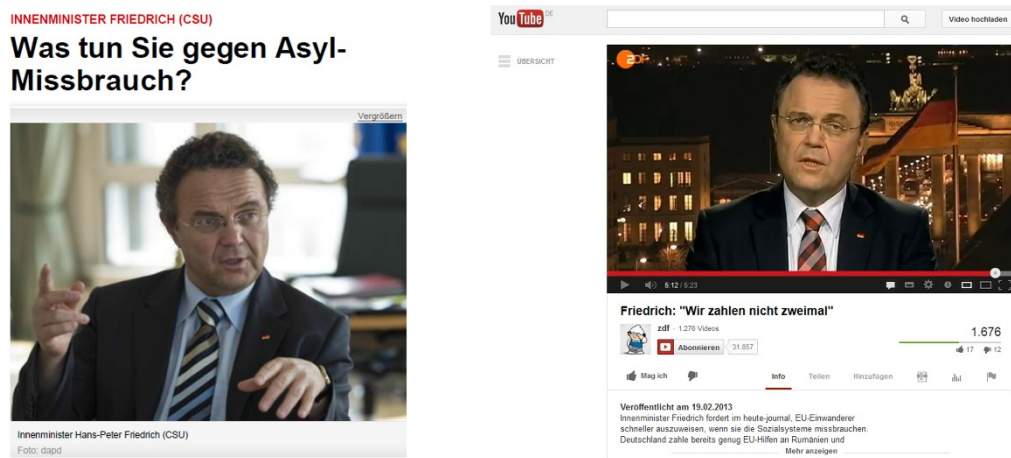 INNENMINISTER FRIEDRICH (CSU)
Was tun Sie gegen Asyl-
Missbrauch?
Vergrößern
Innenminister Hans-Peter Friedrich (CSU)
Foto: dapd
YouTube DE
Video hochladen
ÜBERSICHT
ZDF
5:12 / 6:23
Friedrich: "Wir zahlen nicht zweimal"
zdf · 1.276 Videos
Abonnieren 31.857
1.676
17 12
Mag ich
Info Teilen Hinzufügen
Veröffentlicht am 19.02.2013
Innenminister Friedrich fordert im heute-journal, EU-Einwanderer
schneller auszuweisen, wenn sie die Sozialsysteme missbrauchen.
Deutschland zahle bereits genug EU-Hilfen an Rumänien und
Mehr anzeigen